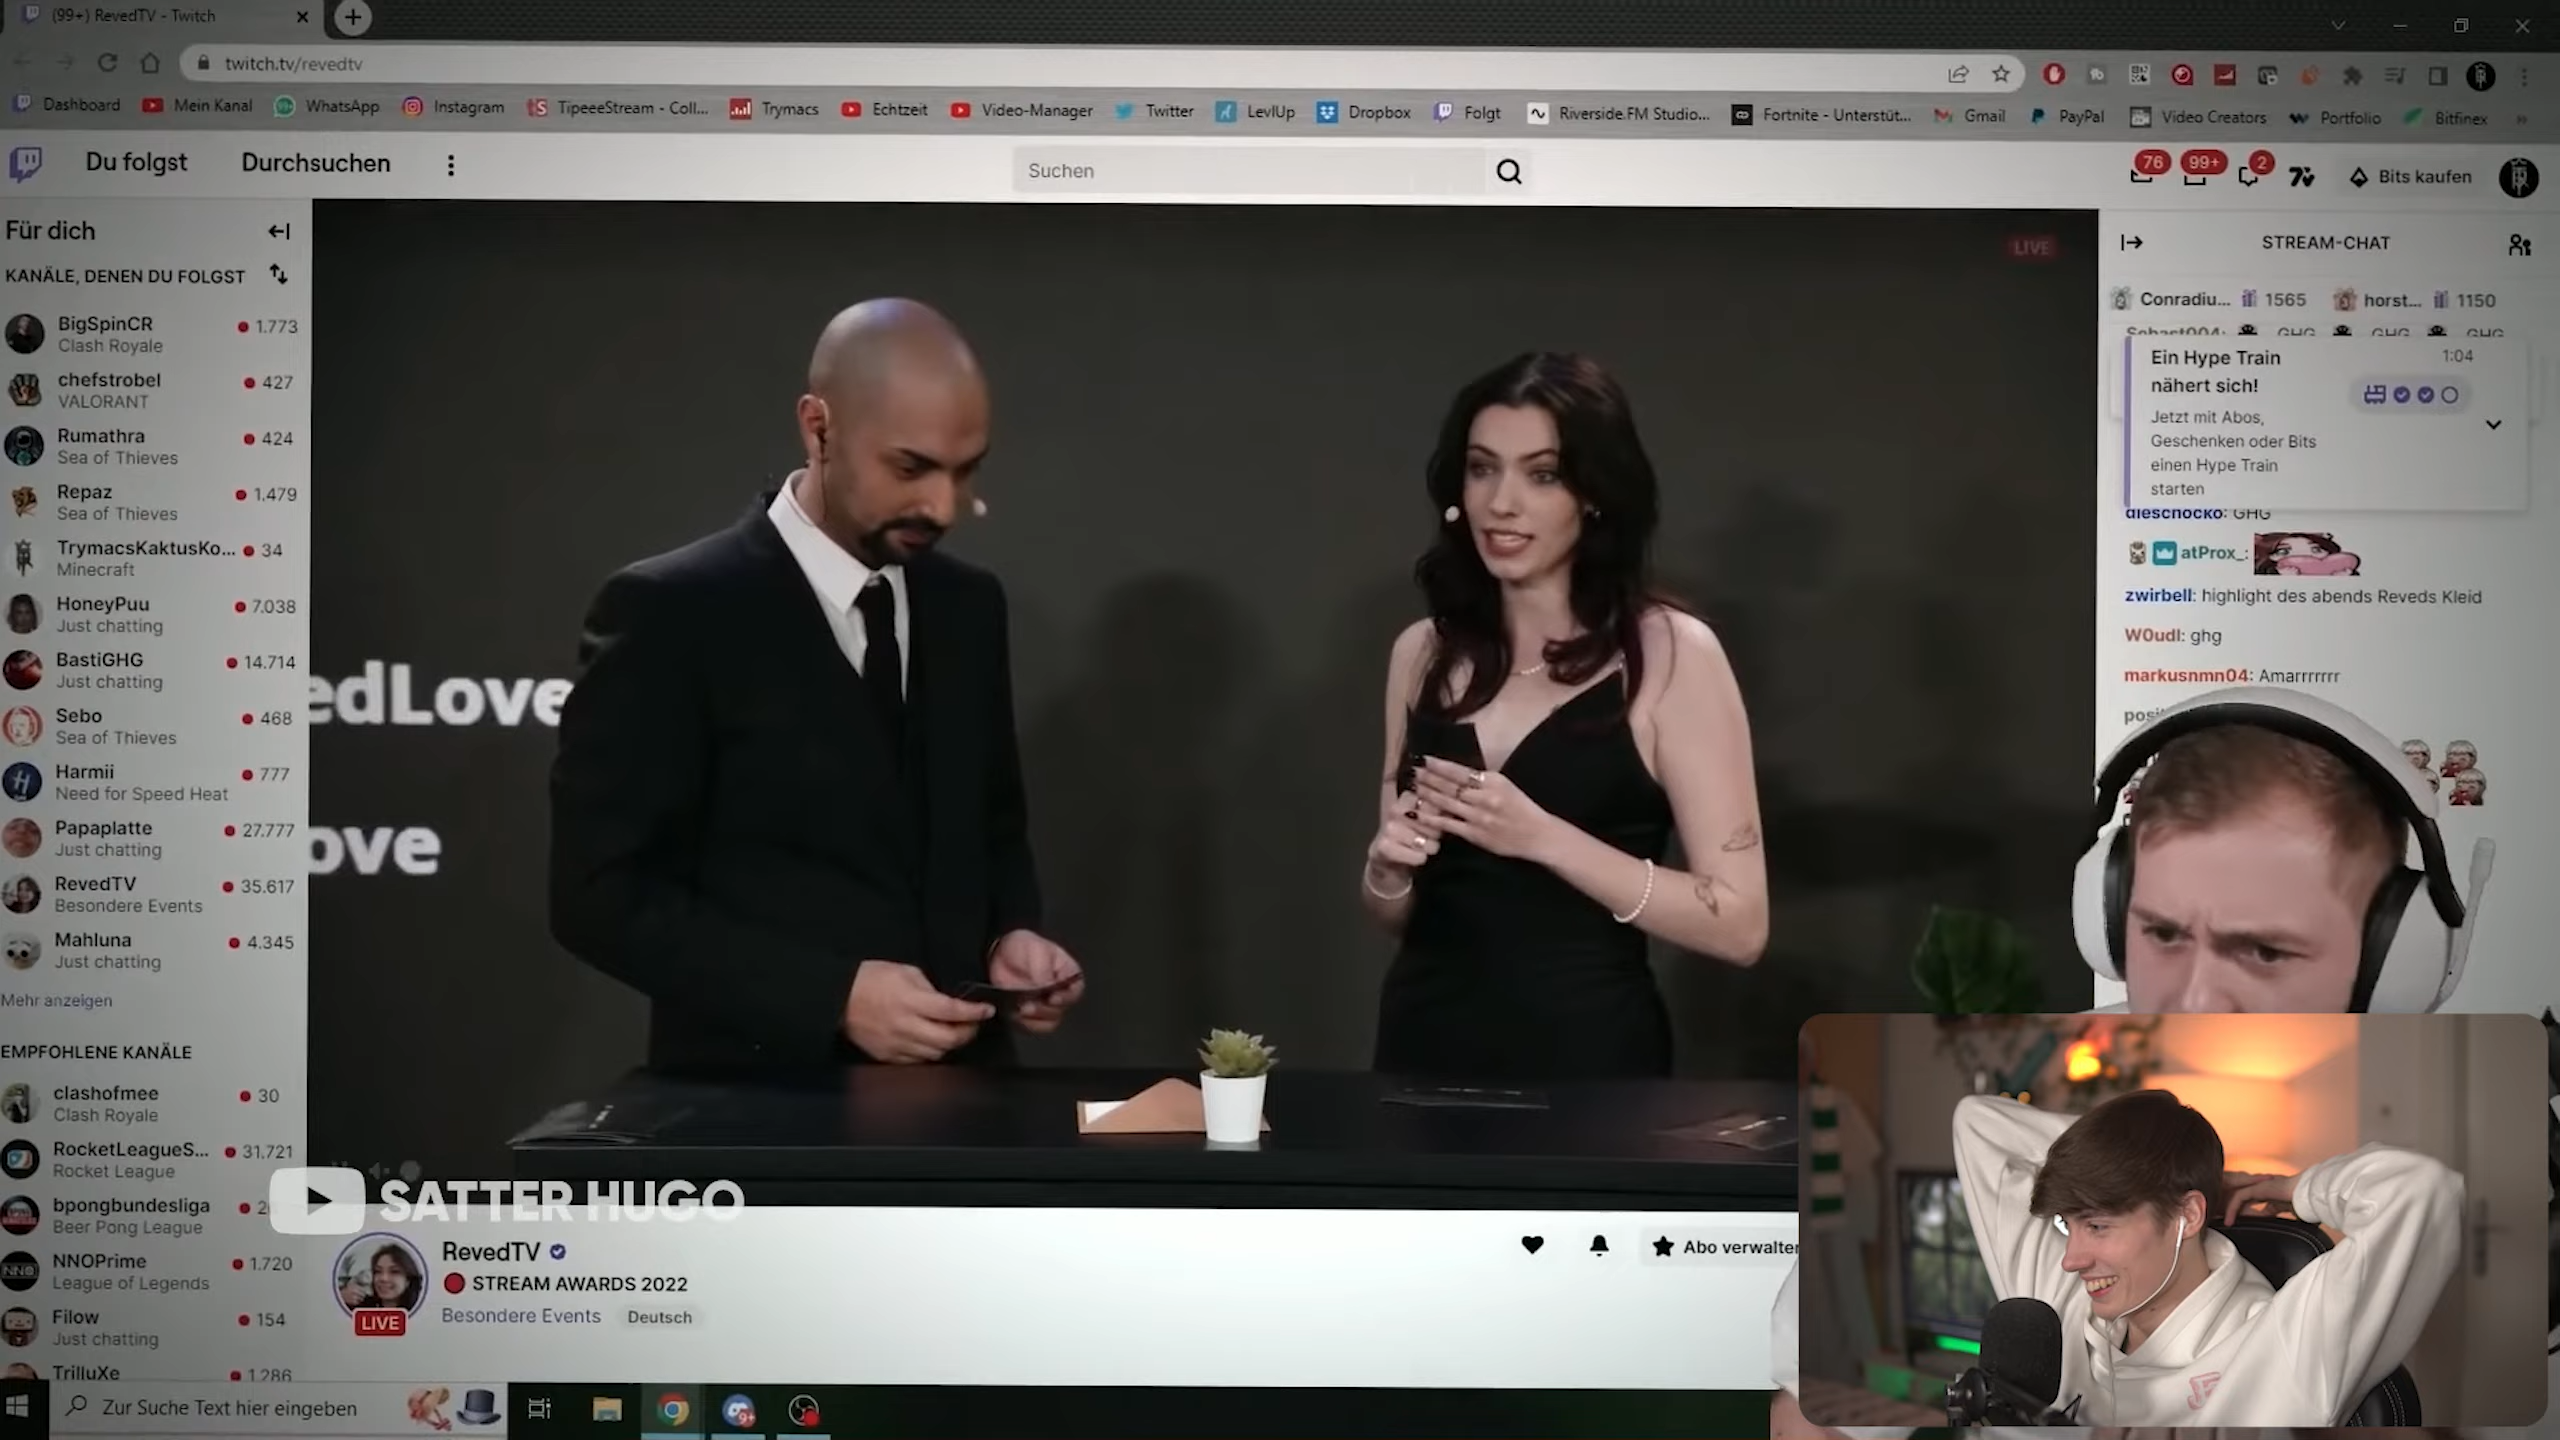 (99+) RevedTV - Twitch
twitch.tv/revedtv
Dashboard
Mein Kanal
WhatsApp
Instagram
TipeeeStream - Coll...
Trymacs
Echtzeit
Video-Manager
Twitter
LevlUp
Dropbox
Folgt
Riverside.FM Studio...
Fortnite - Unterstüt...
Gmail
PayPal
Video Creators
Portfolio
Bitfinex
Du folgst
Durchsuchen
Suchen
76
99+
2
Bits kaufen
Für dich
KANÄLE, DENEN DU FOLGST
BigSpinCR 1.773
Clash Royale
chefstrobel 427
VALORANT
Rumathra 424
Sea of Thieves
Repaz 1.479
Sea of Thieves
TrymacsKaktusKo... 34
Minecraft
HoneyPuu 7.038
Just chatting
BastiGHG 14.714
Just chatting
Sebo 468
Sea of Thieves
Harmii 777
Need for Speed Heat
Papaplatte 27.777
Just chatting
RevedTV 35.617
Besondere Events
Mahluna 4.345
Just chatting
Mehr anzeigen
EMPFOHLENE KANÄLE
clashofmee 30
Clash Royale
RocketLeagueS... 31.721
Rocket League
bpongbundesliga
Beer Pong League
NNOPrime 1.720
League of Legends
Filow 154
Just chatting
TrilluXe 1.286
LIVE
edLove
ove
SATTER HUGO
RevedTV
STREAM AWARDS 2022
Besondere Events Deutsch
LIVE
Abo verwalten
STREAM-CHAT
Conradiu... 1565 horst... 1150
GHG GHG GHG
Ein Hype Train
nähert sich!
1:04
Jetzt mit Abos,
Geschenken oder Bits
einen Hype Train
starten
dieschocko: GHG
atProx_:
zwirbell: highlight des abends Reveds Kleid
W0udl: ghg
markusnmn04: Amarrrrrrr
Zur Suche Text hier eingeben